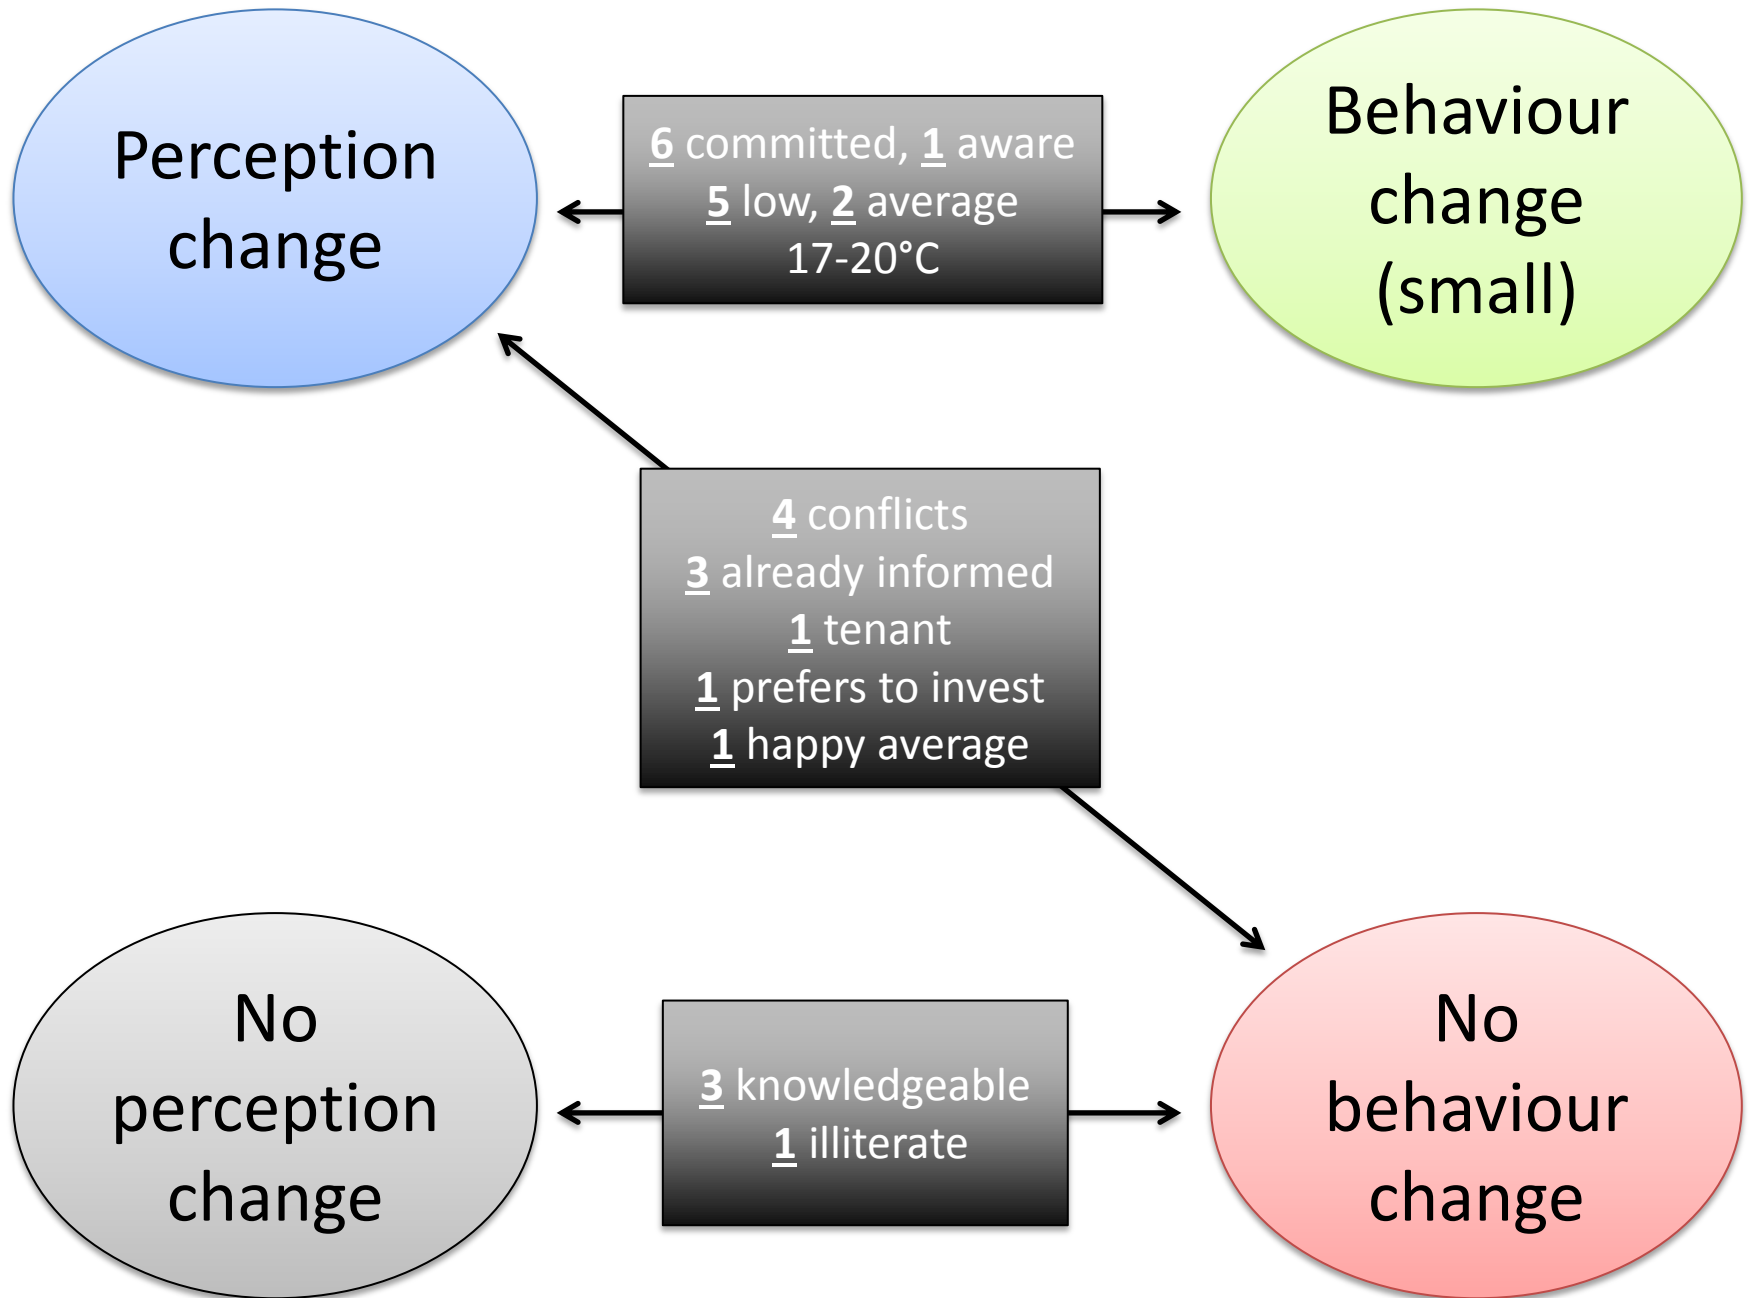 Perception
change
6 committed, 1 aware
5 low, 2 average
17-20°C
Behaviour
change
(small)
4 conflicts
3 already informed
1 tenant
1 prefers to invest
1 happy average
No
perception
change
3 knowledgeable
1 illiterate
No
behaviour
change